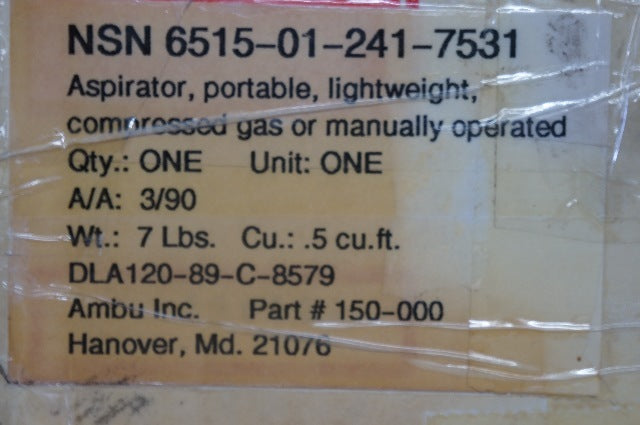 NSN 6515-01-241-7531
Aspirator, portable, lightweight,
compressed gas or manually operated
Qty.: ONE Unit: ONE
A/A: 3/90
Wt.: 7 Lbs. Cu.: .5 cu.ft.
DLA120-89-C-8579
Ambu Inc. Part # 150-000
Hanover, Md. 21076